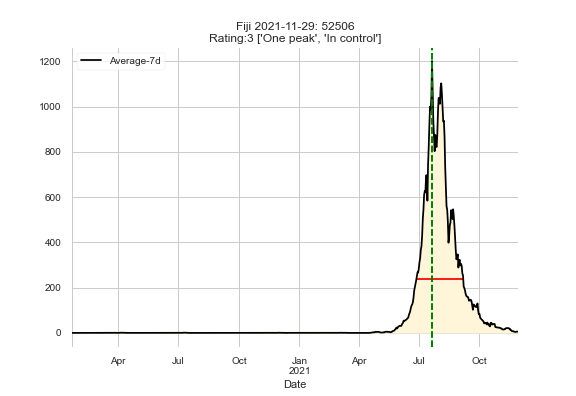 Fiji 2021-11-29: 52506
Rating:3 ['One peak', 'In control']
Average-7d
1200
1000
800
600
400
200
0
Apr Jul Oct Jan Apr Jul Oct
2021
Date